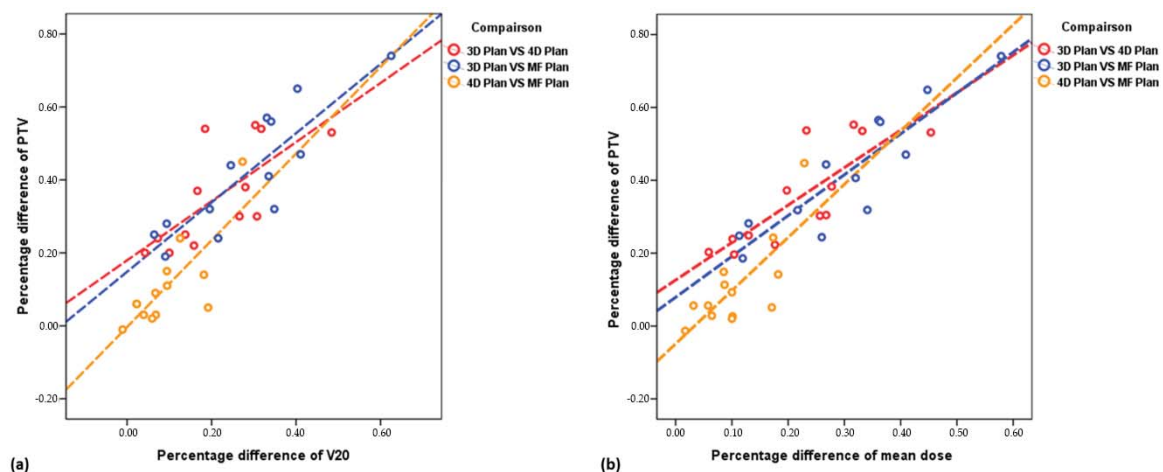 Compairson
3D Plan VS 4D Plan
3D Plan VS MF Plan
4D Plan VS MF Plan
Percentage difference of PTV
0.80
0.60
0.40
0.20
0.00
-0.20
0.00 0.20 0.40 0.60
(a) Percentage difference of V20
Compairson
3D Plan VS 4D Plan
3D Plan VS MF Plan
4D Plan VS MF Plan
Percentage difference of PTV
0.80
0.60
0.40
0.20
0.00
-0.20
0.00 0.10 0.20 0.30 0.40 0.50 0.60
(b) Percentage difference of mean dose